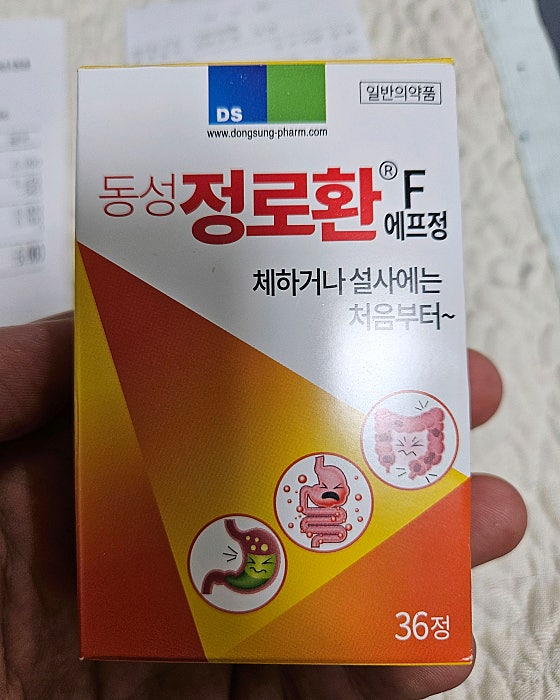 DS
일반의약품
www.dongsung-pharm.com
동성 정로환® F
에프정
체하거나 설사에는
처음부터~
36정